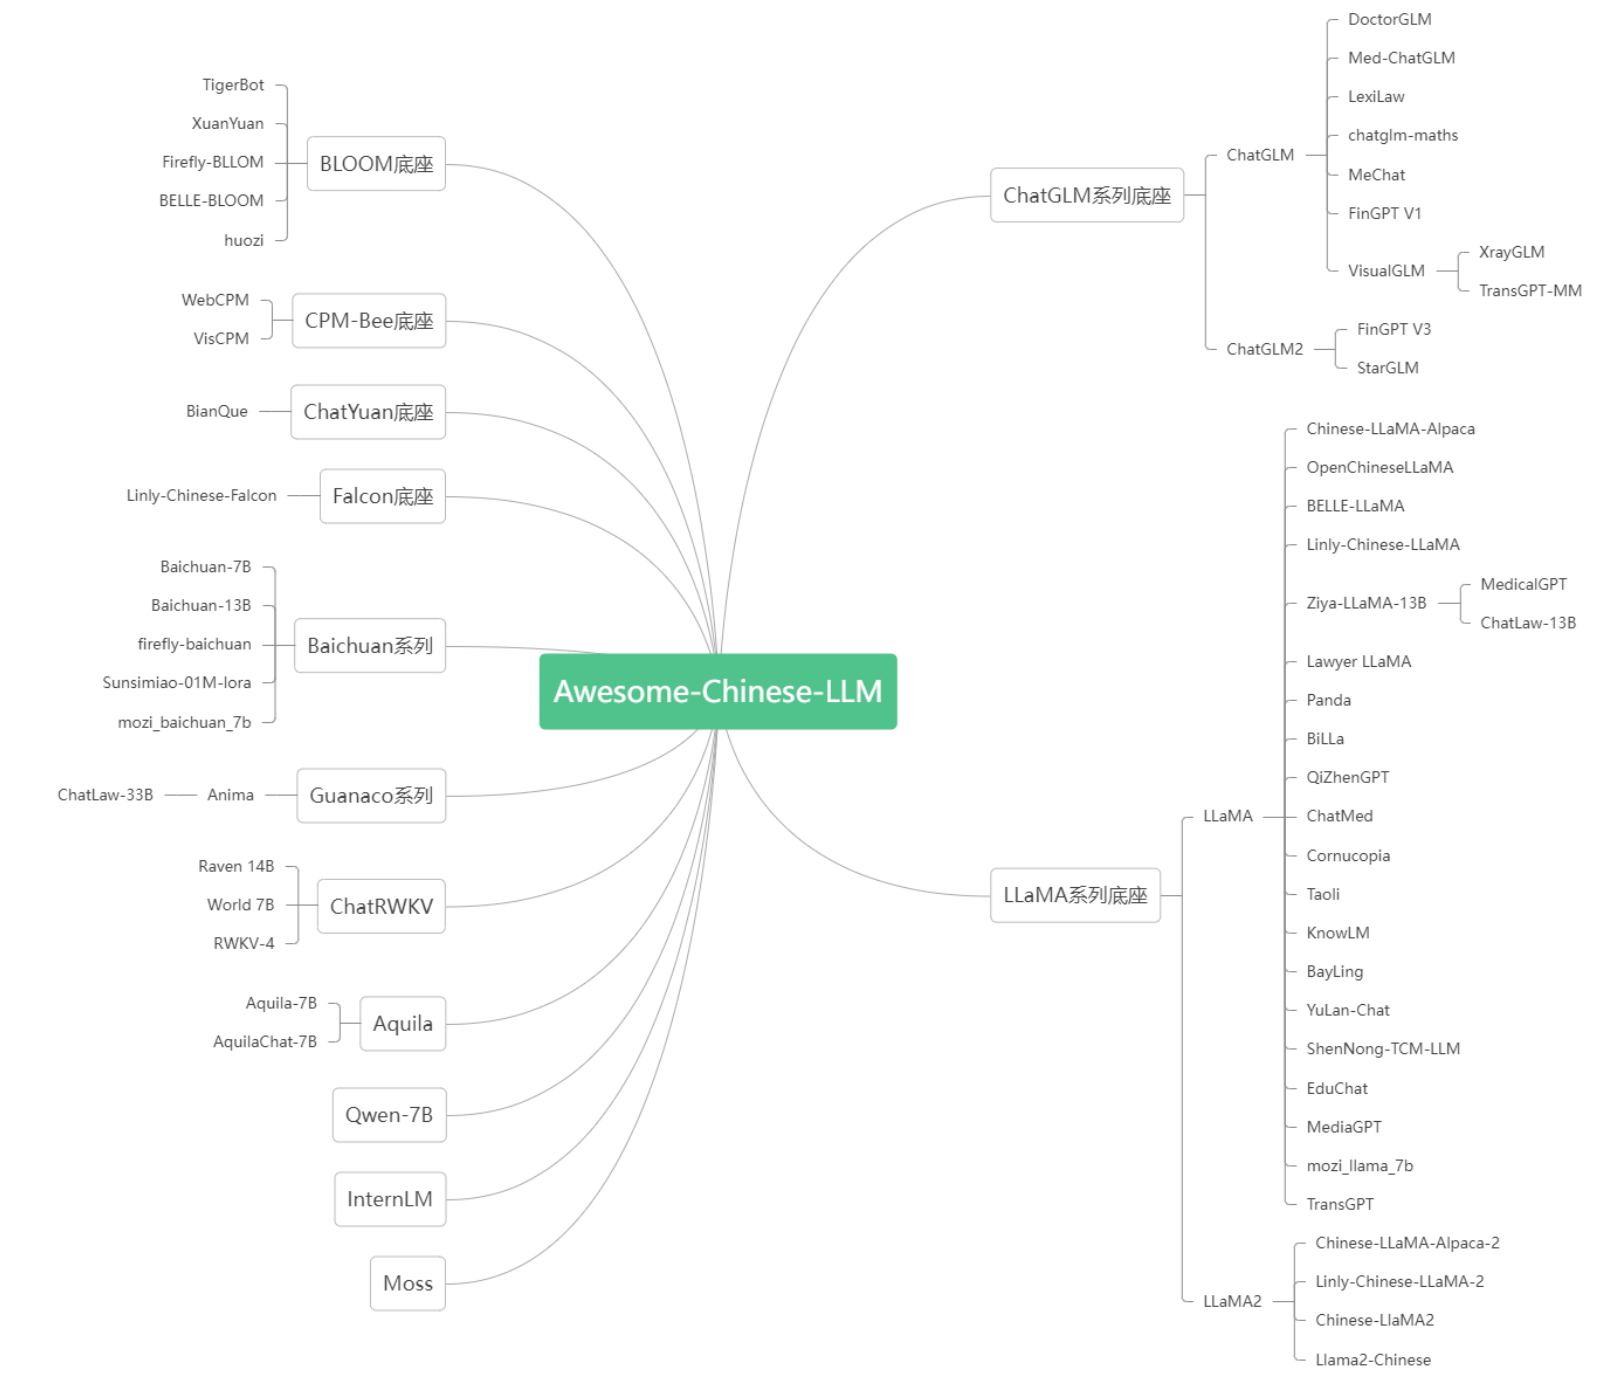 Awesome-Chinese-LLM
BLOOM底座
TigerBot
XuanYuan
Firefly-BLLOM
BELLE-BLOOM
huozi
CPM-Bee底座
WebCPM
VisCPM
ChatYuan底座
BianQue
Falcon底座
Linly-Chinese-Falcon
Baichuan系列
Baichuan-7B
Baichuan-13B
firefly-baichuan
Sunsimiao-01M-lora
mozi_baichuan_7b
Guanaco系列
Anima
ChatLaw-33B
ChatRWKV
Raven 14B
World 7B
RWKV-4
Aquila
Aquila-7B
AquilaChat-7B
Qwen-7B
InternLM
Moss
ChatGLM系列底座
ChatGLM
DoctorGLM
Med-ChatGLM
LexiLaw
chatglm-maths
MeChat
FinGPT V1
VisualGLM
XrayGLM
TransGPT-MM
ChatGLM2
FinGPT V3
StarGLM
LLaMA系列底座
LLaMA
Chinese-LLaMA-Alpaca
OpenChineseLLaMA
BELLE-LLaMA
Linly-Chinese-LLaMA
Ziya-LLaMA-13B
MedicalGPT
ChatLaw-13B
Lawyer LLaMA
Panda
BiLLa
QiZhenGPT
ChatMed
Cornucopia
Taoli
KnowLM
BayLing
YuLan-Chat
ShenNong-TCM-LLM
EduChat
MediaGPT
mozi_llama_7b
TransGPT
LLaMA2
Chinese-LLaMA-Alpaca-2
Linly-Chinese-LLaMA-2
Chinese-LlaMA2
Llama2-Chinese